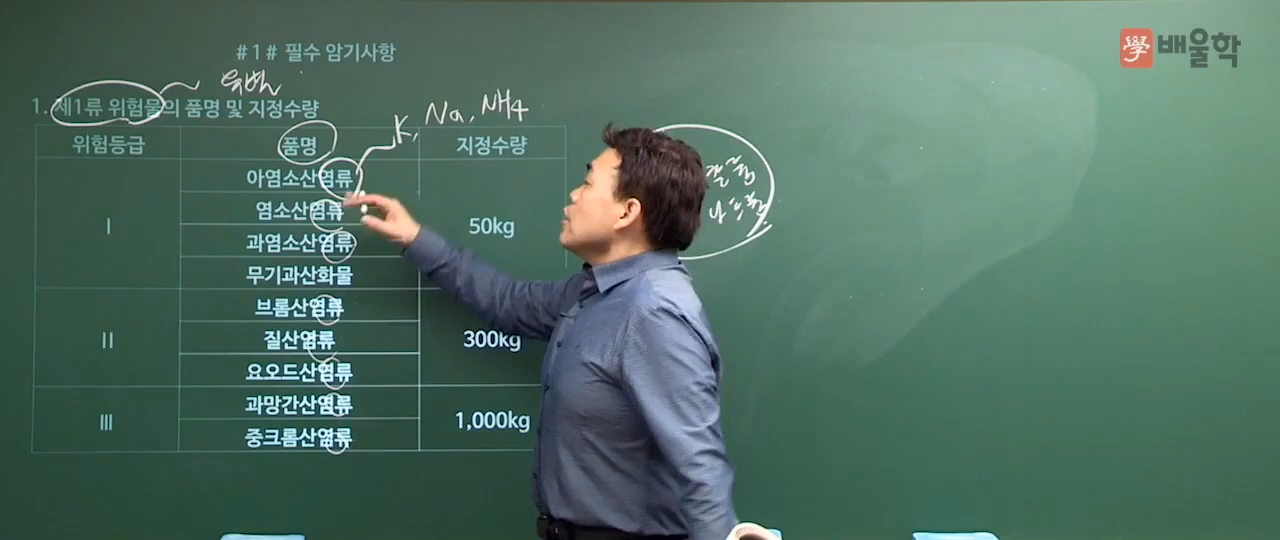 #1# 필수 암기사항
學 배울학
1. 제1류 위험물의 품명 및 지정수량
K, Na, NH4
위험등급 품명 지정수량
아염소산염류
염소산염류
Ⅰ 과염소산염류 50kg
무기과산화물
브롬산염류
Ⅱ 질산염류 300kg
요오드산염류
과망간산염류
Ⅲ 중크롬산염류 1,000kg